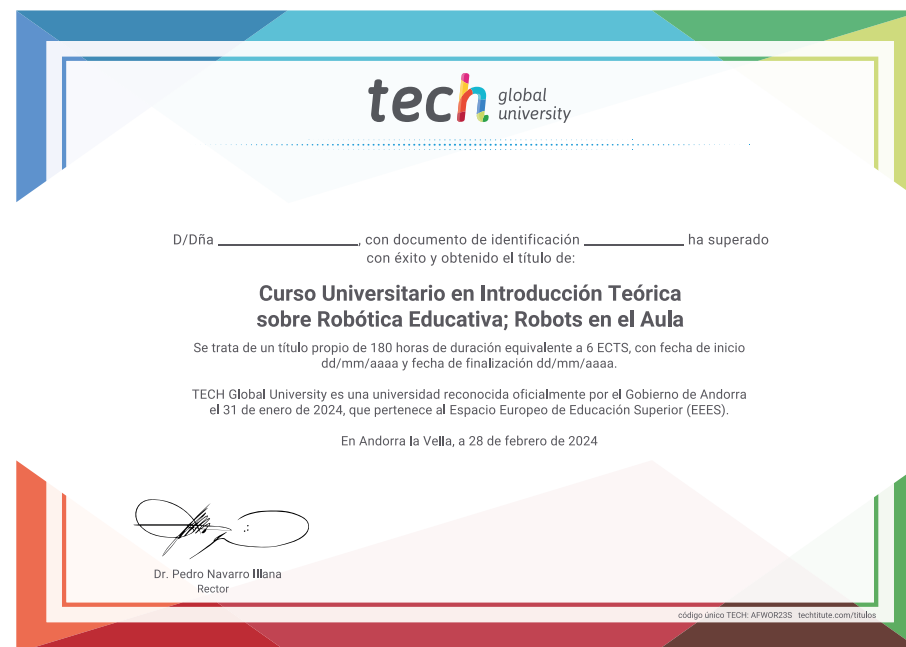 tech global university
D/Dña ____________________, con documento de identificación ______________ ha superado
con éxito y obtenido el título de:
Curso Universitario en Introducción Teórica
sobre Robótica Educativa; Robots en el Aula
Se trata de un título propio de 180 horas de duración equivalente a 6 ECTS, con fecha de inicio
dd/mm/aaaa y fecha de finalización dd/mm/aaaa.
TECH Global University es una universidad reconocida oficialmente por el Gobierno de Andorra
el 31 de enero de 2024, que pertenece al Espacio Europeo de Educación Superior (EEES).
En Andorra la Vella, a 28 de febrero de 2024
Dr. Pedro Navarro Illana
Rector
código único TECH: AFWOR23S techtitute.com/titulos